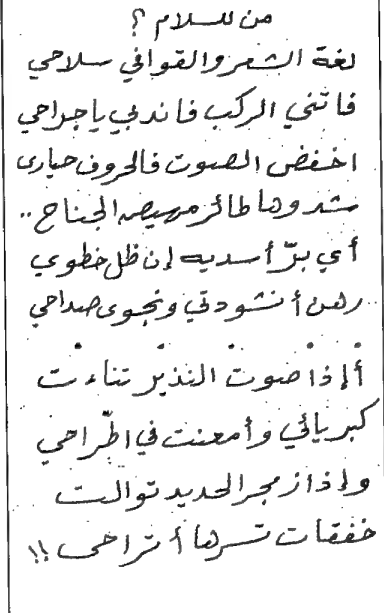 من للسلام ؟
لغة الشعر والقوافي سلاحي
فاتني الركب فاندبي يا جراحي
اخفض الصوت فالحروف حيارى
شدوها طائر مهيض الجناح ..
أي برّ أسديه إن ظل خطوي
رهن أنشودتي ونجوى صداحي
أإذا صوت النذير تناءت
كبريائي وأمعنت في اطّراحي
وإذا زمجر الحديد توالت
خفقات تسرها أتراحي !!